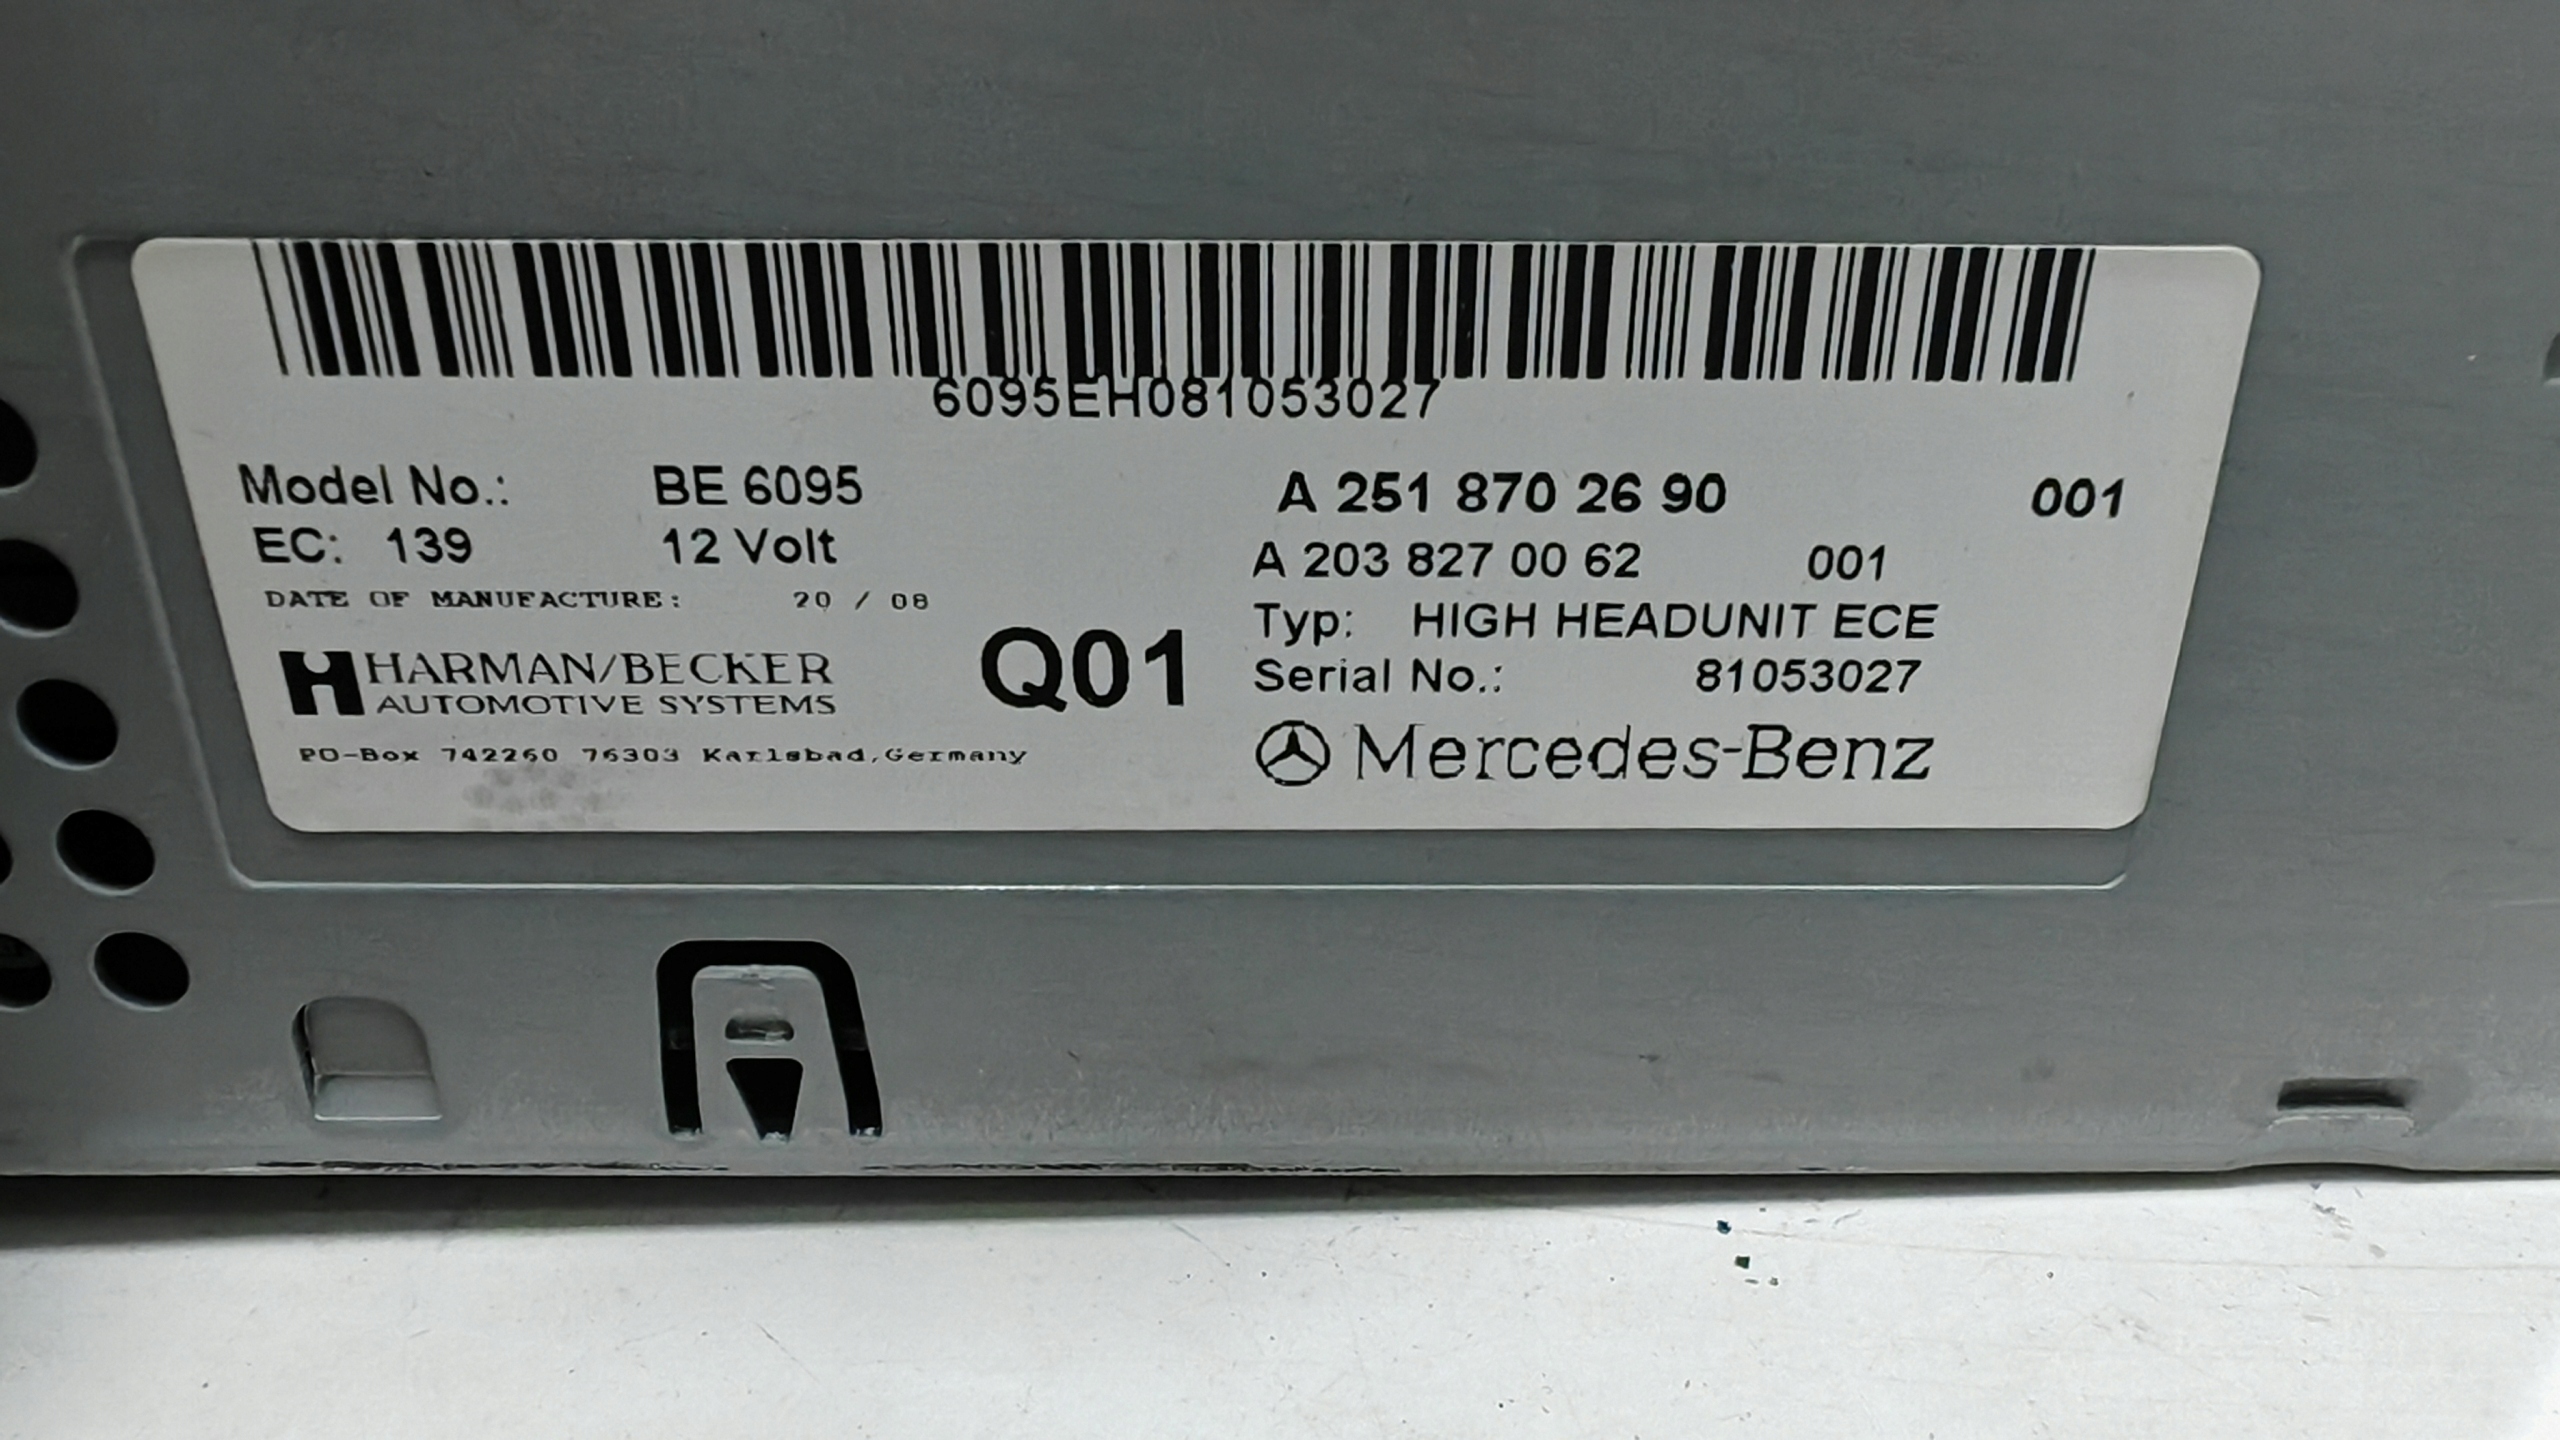 6095EH081053027
Model No.: BE 6095
EC: 139 12 Volt
DATE OF MANUFACTURE: 20 / 08
HARMAN/BECKER
AUTOMOTIVE SYSTEMS
PO-Box 742260 76303 Karlsbad,Germany
Q01
A 251 870 26 90 001
A 203 827 00 62 001
Typ: HIGH HEADUNIT ECE
Serial No.: 81053027
Mercedes-Benz